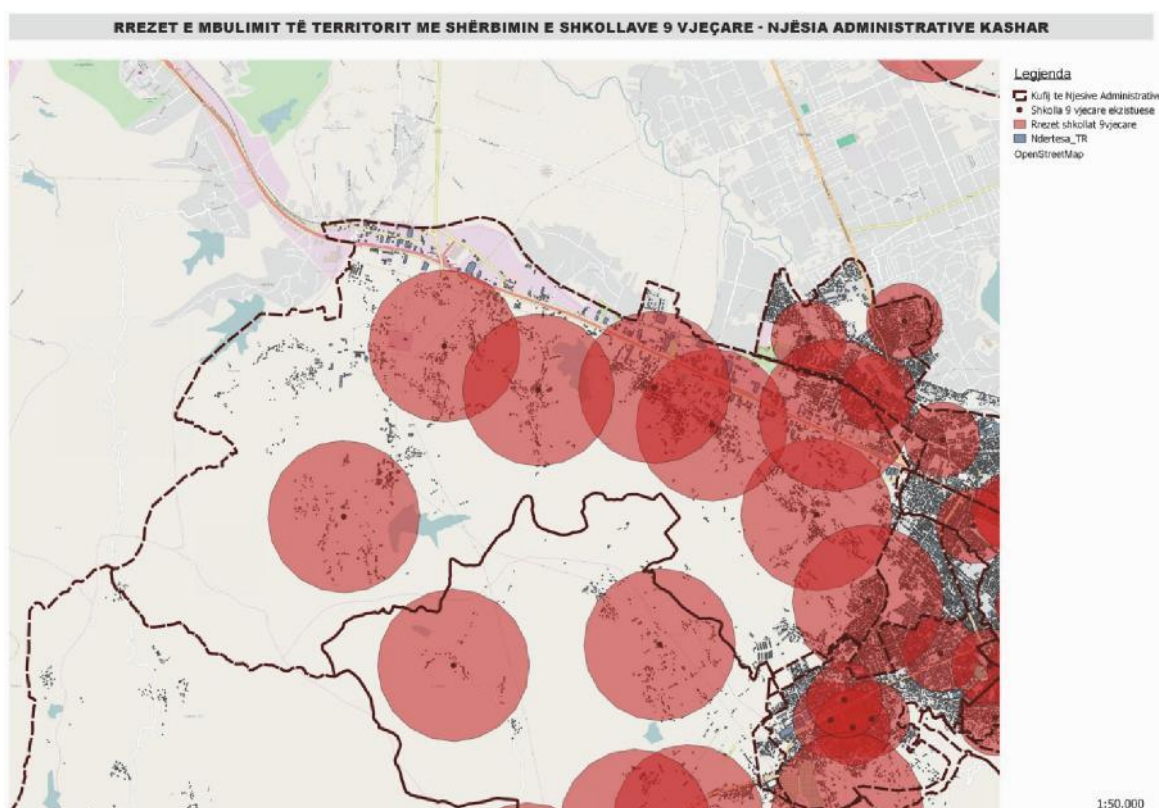 RREZET E MBULIMIT TË TERRITORIT ME SHËRBIMIN E SHKOLLAVE 9 VJEÇARE - NJËSIA ADMINISTRATIVE KASHAR
Legjenda
Kufij te Njesive Administrative
Shkolla 9 vjecare ekzistuese
Rrezet shkollat 9vjecare
Ndertesa_TR
OpenStreetMap
1:50,000